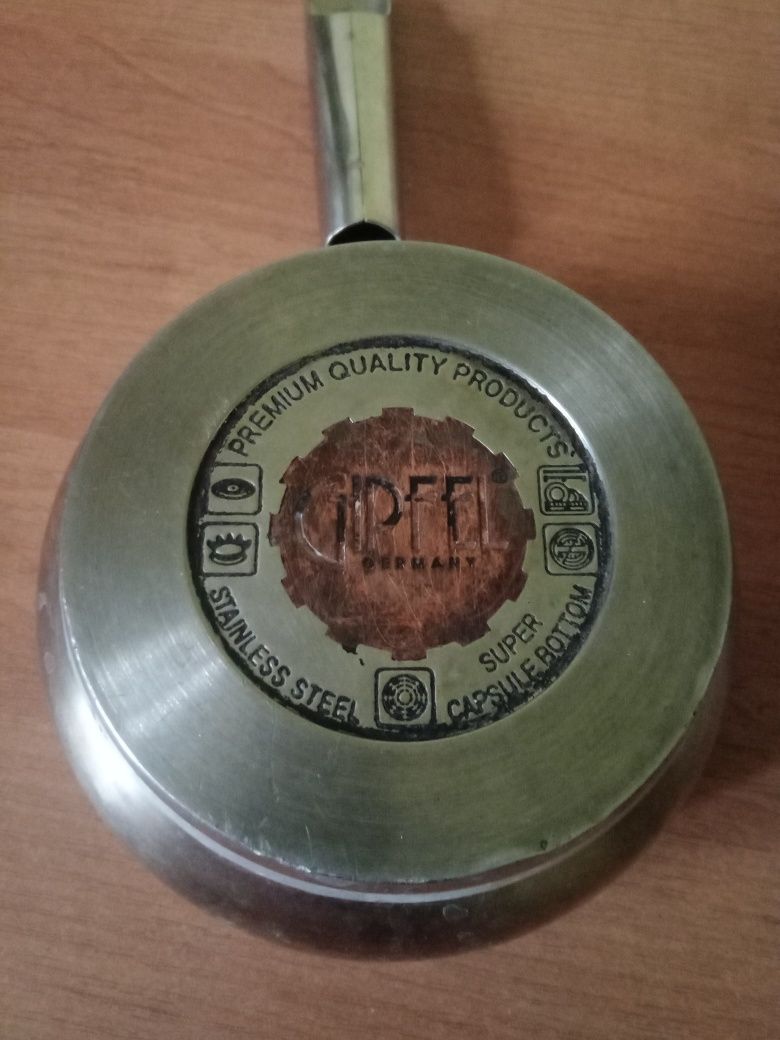 PREMIUM QUALITY PRODUCTS
GIPFEL®
GERMANY
STAINLESS STEEL
SUPER
CAPSULE BOTTOM